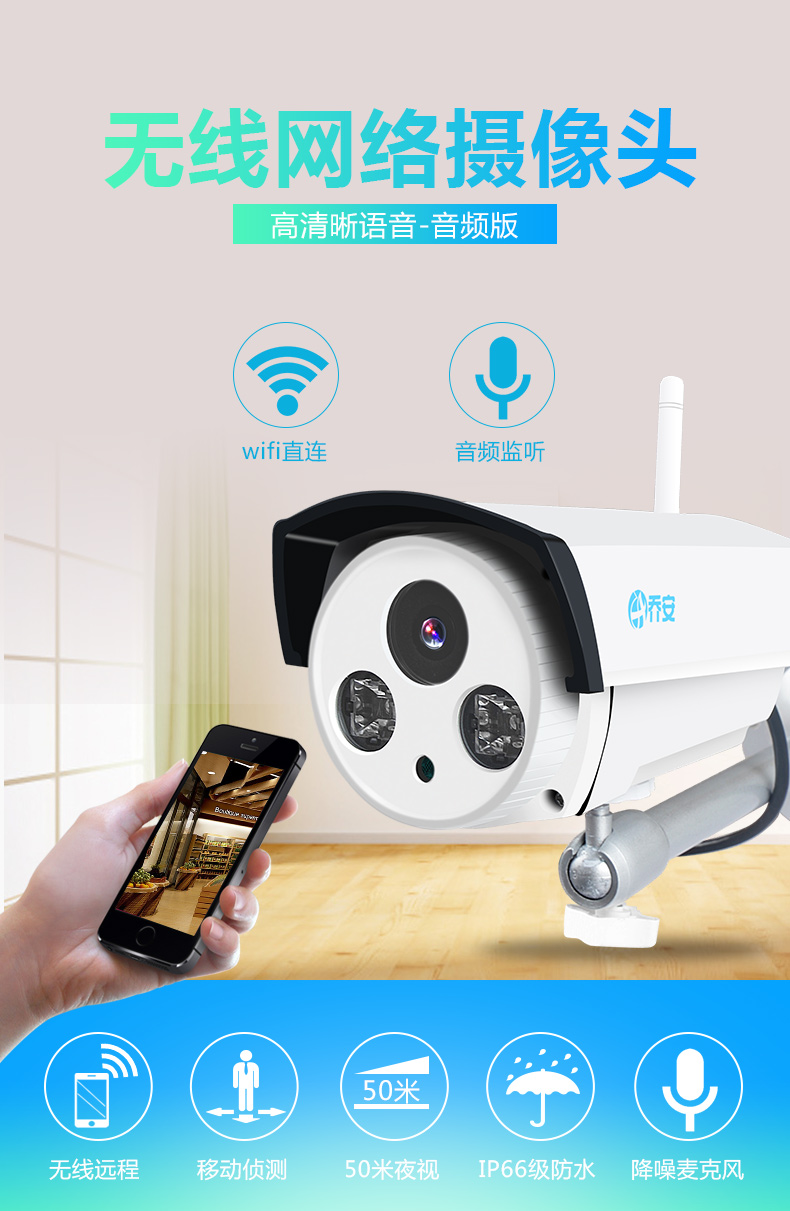 无线网络摄像头
高清晰语音-音频版
wifi直连
音频监听
乔安
Boutique
50米
无线远程
移动侦测
50米夜视
IP66级防水
降噪麦克风